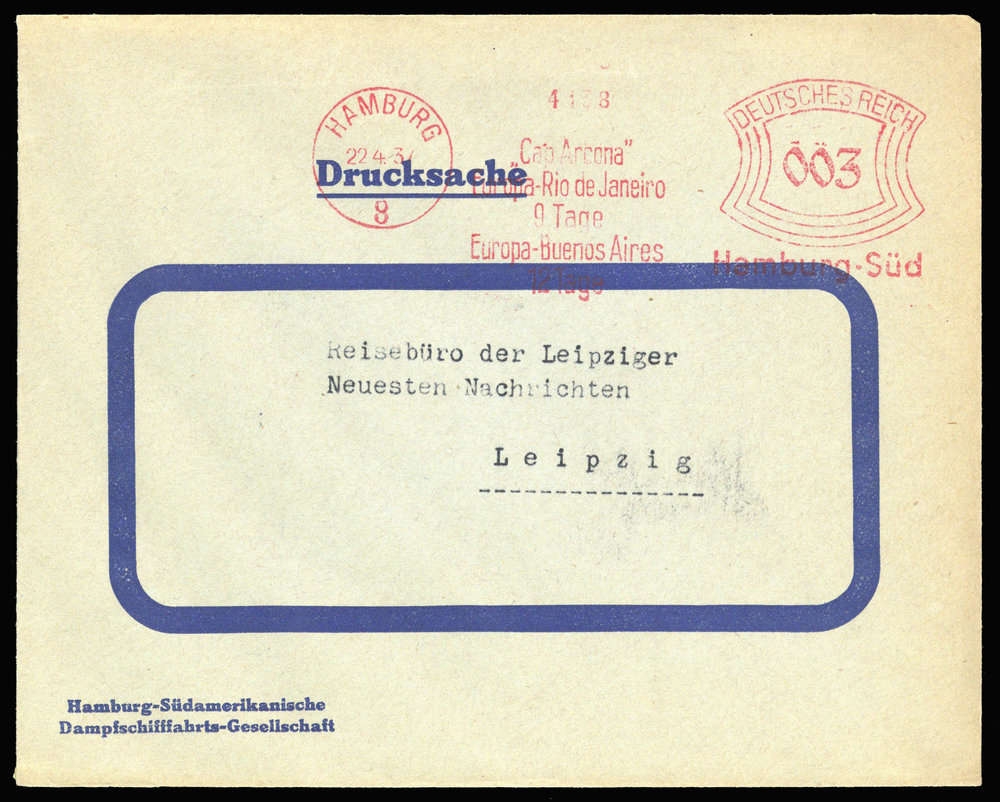 HAMBURG
22.4.37
8
Drucksache
4138
„Cap Arcona”
Europa-Rio de Janeiro
9 Tage
Europa-Buenos Aires
12 Tage
DEUTSCHES REICH
003
Hamburg-Süd
Reisebüro der Leipziger
Neuesten Nachrichten
Leipzig
Hamburg-Südamerikanische
Dampfschifffahrts-Gesellschaft